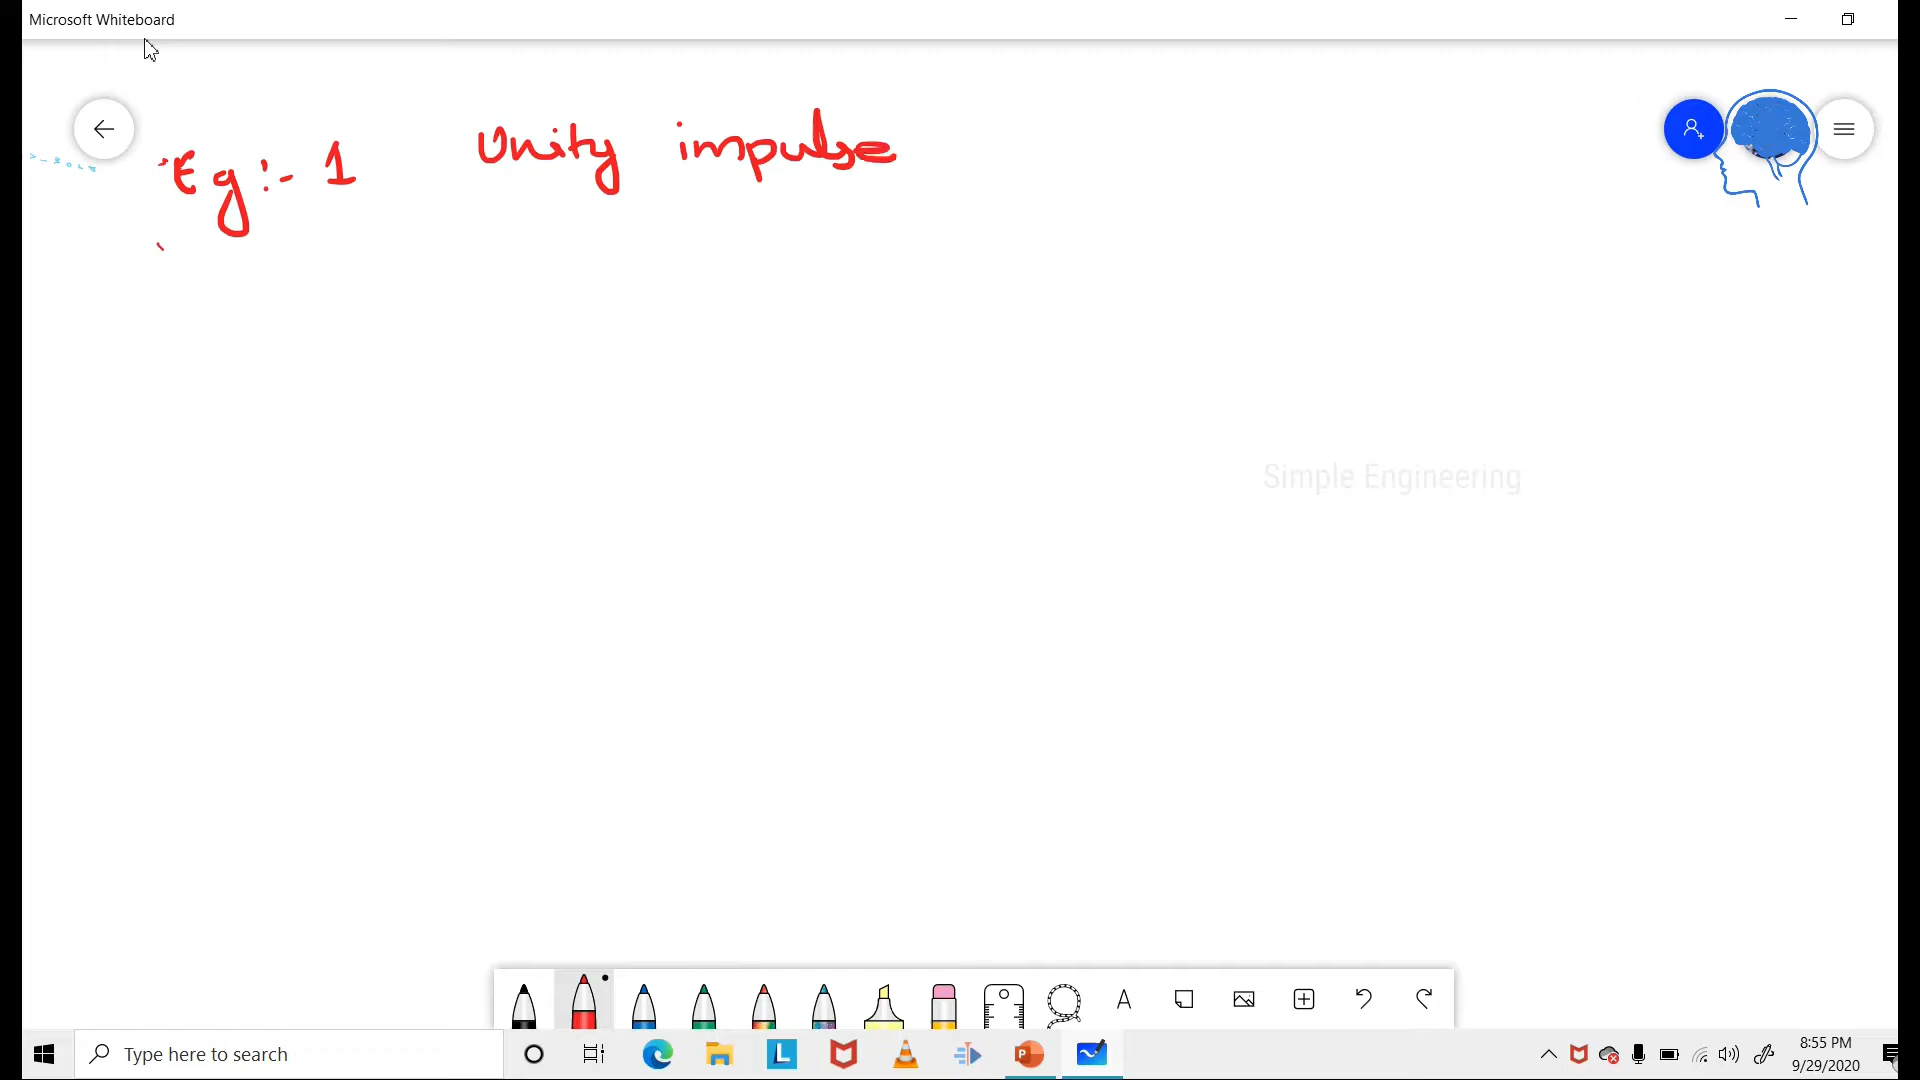 Microsoft Whiteboard
Eg:- 1 Unity impulse
Simple Engineering
A
Type here to search
8:55 PM
9/29/2020